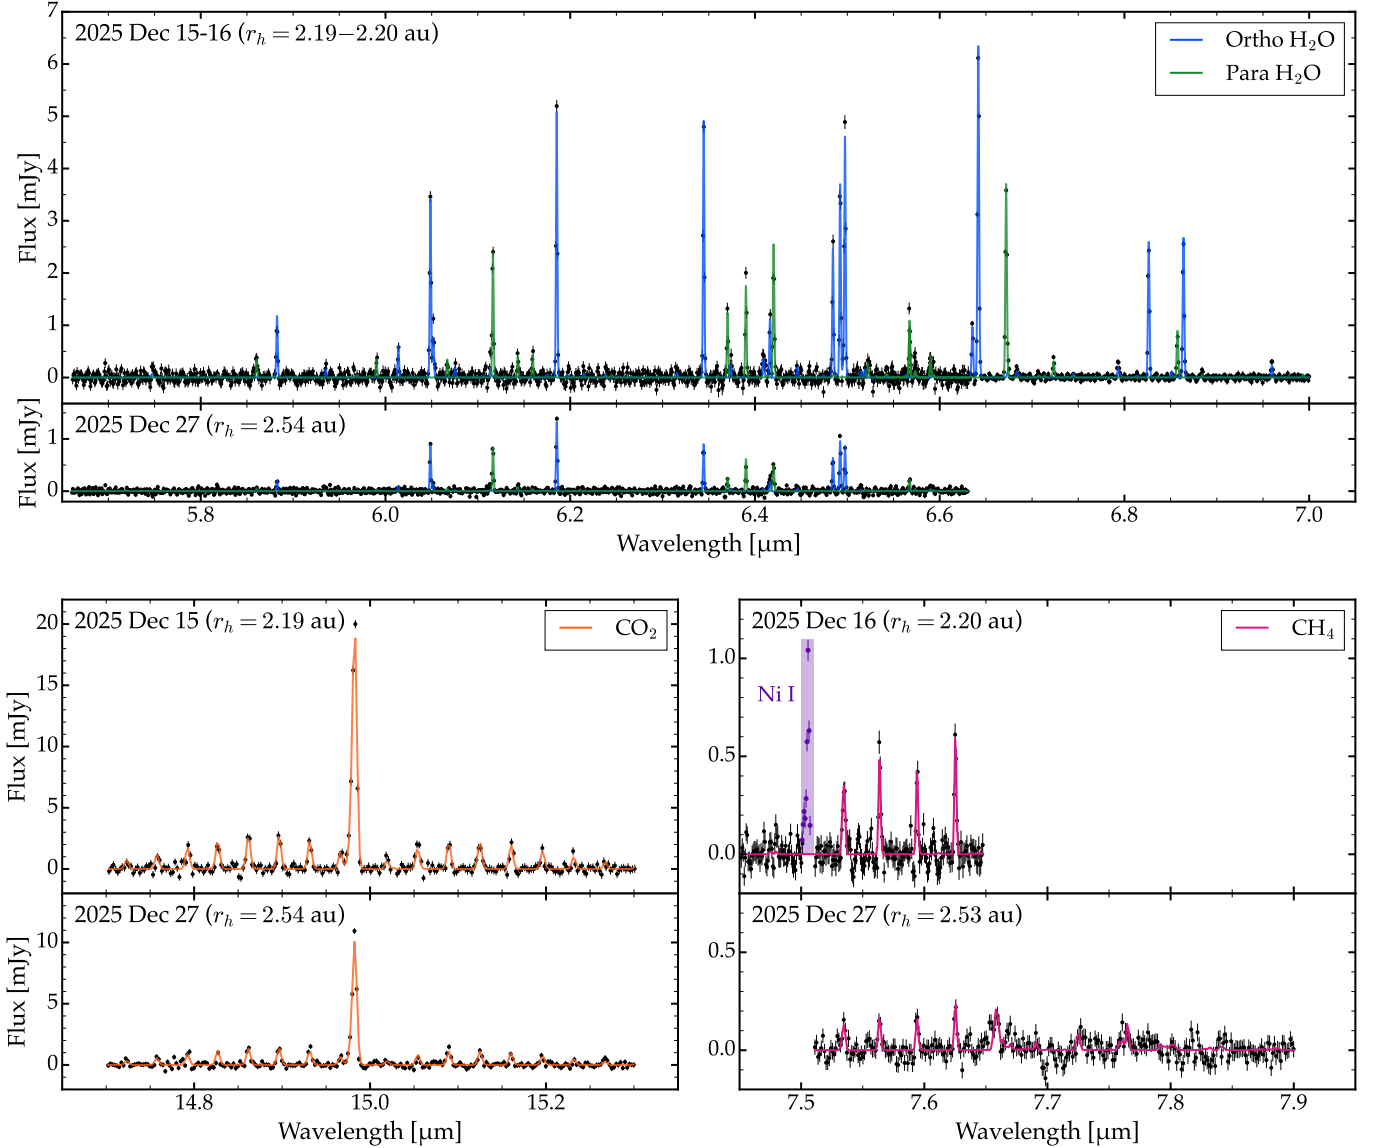 2025 Dec 15-16 (r_h = 2.19−2.20 au)
Ortho H₂O
Para H₂O
7
6
5
4
3
2
1
0
Flux [mJy]
2025 Dec 27 (r_h = 2.54 au)
1
0
Flux [mJy]
5.8 6.0 6.2 6.4 6.6 6.8 7.0
Wavelength [µm]
2025 Dec 15 (r_h = 2.19 au)
CO₂
20
15
10
5
0
Flux [mJy]
2025 Dec 27 (r_h = 2.54 au)
10
5
0
Flux [mJy]
14.8 15.0 15.2
Wavelength [µm]
2025 Dec 16 (r_h = 2.20 au)
CH₄
Ni I
1.0
0.5
0.0
2025 Dec 27 (r_h = 2.53 au)
0.5
0.0
7.5 7.6 7.7 7.8 7.9
Wavelength [µm]